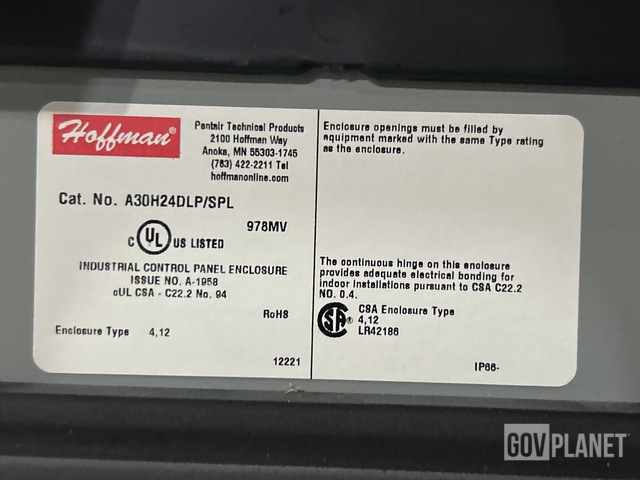 Hoffman®
Pentair Technical Products
2100 Hoffman Way
Anoka, MN 55303-1745
(763) 422-2211 Tel
hoffmanonline.com
Cat. No. A30H24DLP/SPL
978MV
C UL® US LISTED
INDUSTRIAL CONTROL PANEL ENCLOSURE
ISSUE NO. A-1958
cUL CSA - C22.2 No. 94
RoHS
Enclosure Type 4,12
12221
Enclosure openings must be filled by
equipment marked with the same Type rating
as the enclosure.
The continuous hinge on this enclosure
provides adequate electrical bonding for
indoor installations pursuant to CSA C22.2
NO. 0.4.
CSA Enclosure Type
SA® 4,12
LR42186
IP66-
GOVPLANET